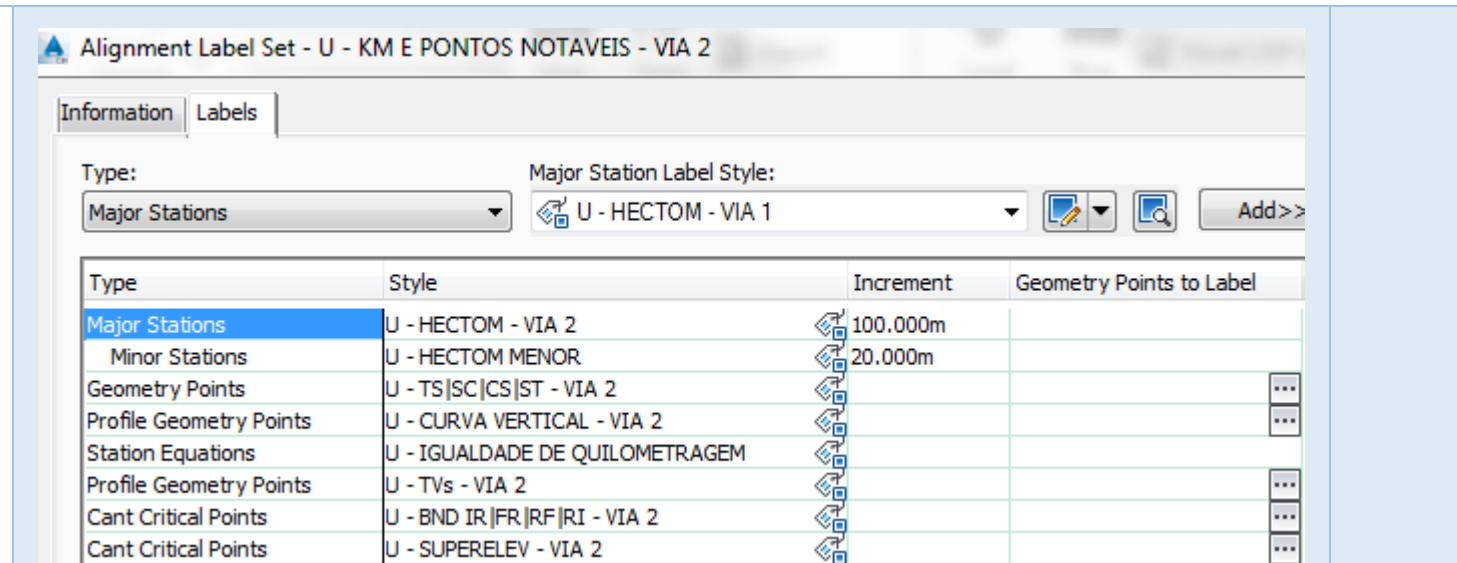 Alignment Label Set - U - KM E PONTOS NOTAVEIS - VIA 2
Information Labels
Type: Major Station Label Style:
Major Stations U - HECTOM - VIA 1 Add>>
Type Style Increment Geometry Points to Label
Major Stations U - HECTOM - VIA 2 100.000m
Minor Stations U - HECTOM MENOR 20.000m
Geometry Points U - TS|SC|CS|ST - VIA 2 ...
Profile Geometry Points U - CURVA VERTICAL - VIA 2 ...
Station Equations U - IGUALDADE DE QUILOMETRAGEM
Profile Geometry Points U - TVs - VIA 2 ...
Cant Critical Points U - BND IR|FR|RF|RI - VIA 2 ...
Cant Critical Points U - SUPERELEV - VIA 2 ...